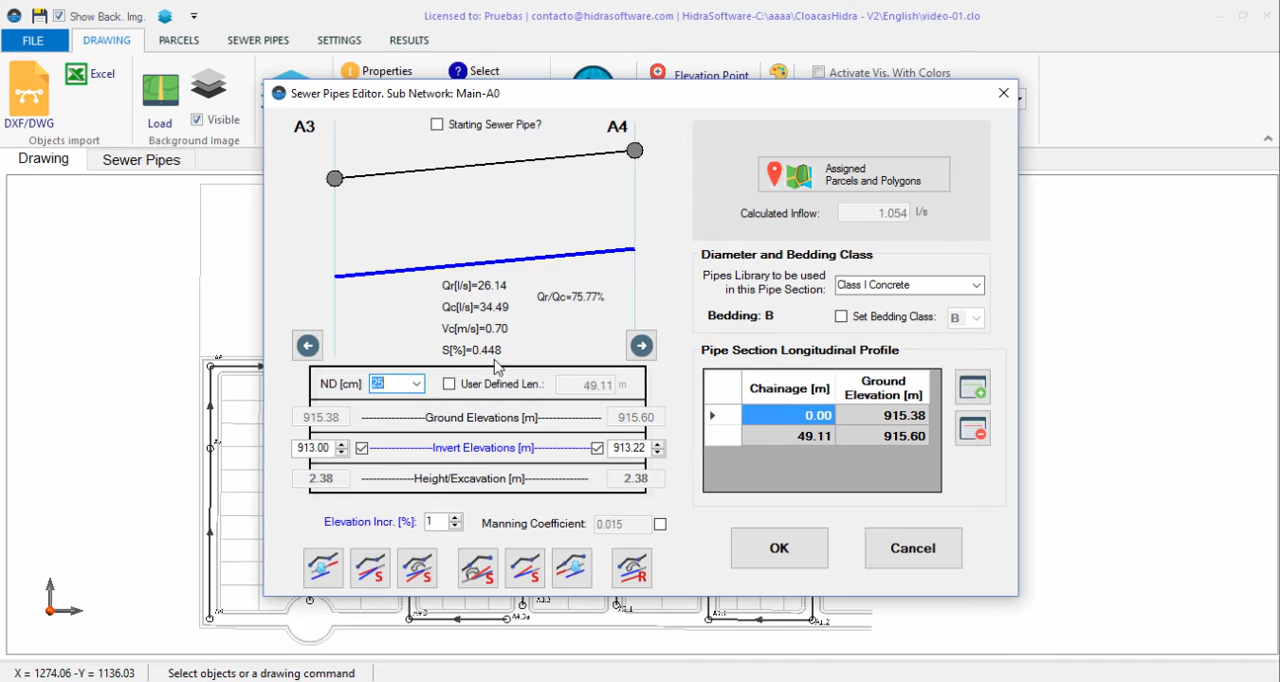 Show Back. Img.
Licensed to: Pruebas | contacto@hidrasoftware.com | HidraSoftware-C:\aaaa\CloacasHidra - V2\English\video-01.clo
FILE DRAWING PARCELS SEWER PIPES SETTINGS RESULTS
Excel
DXF/DWG
Objects import
Load
Visible
Background Image
Properties
Select
Elevation Point
Activate Vis. With Colors
Drawing Sewer Pipes
Sewer Pipes Editor. Sub Network: Main-A0
A3
Starting Sewer Pipe?
A4
Qr[l/s]=26.14
Qc[l/s]=34.49
Qr/Qc=75.77%
Vc[m/s]=0.70
S[%]=0.448
ND [cm] 25 User Defined Len.: 49.11 m
915.38 -----------------Ground Elevations [m]----------------- 915.60
913.00 -----------------Invert Elevations [m]----------------- 913.22
2.38 ---------------Height/Excavation [m]--------------- 2.38
Elevation Incr. [%]: 1 Manning Coefficient: 0.015
S S S S R
Assigned
Parcels and Polygons
Calculated Inflow: 1.054 l/s
Diameter and Bedding Class
Pipes Library to be used
in this Pipe Section: Class I Concrete
Bedding: B Set Bedding Class: B
Pipe Section Longitudinal Profile
Chainage [m] Ground
Elevation [m]
0.00 915.38
49.11 915.60
OK Cancel
X = 1274.06 -Y = 1136.03 Select objects or a drawing command